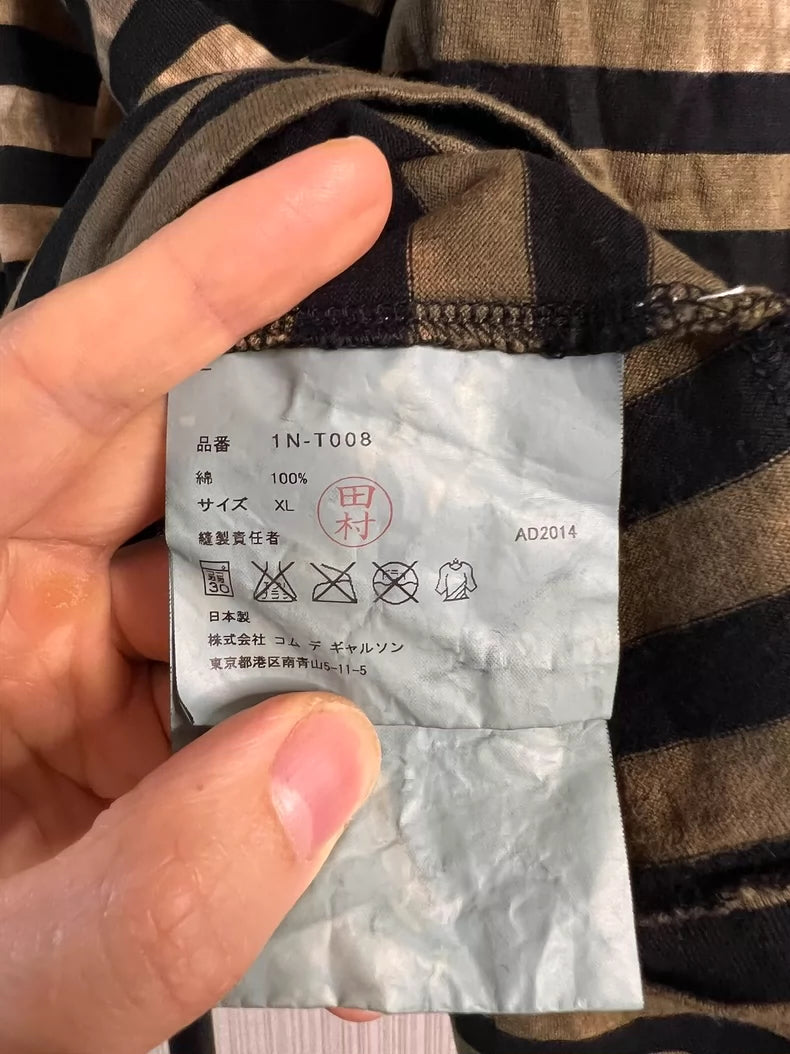 品番 1N-T008
綿 100%
サイズ XL
田村
縫製責任者 AD2014
30
日本製
株式会社 コム デ ギャルソン
東京都港区南青山5-11-5